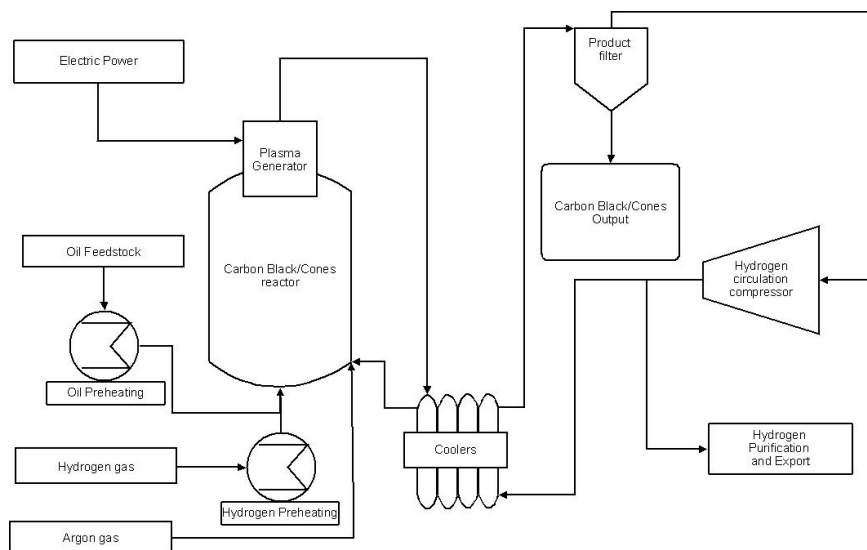 Electric Power
Plasma
Generator
Product
filter
Carbon Black/Cones
Output
Oil Feedstock
Carbon Black/Cones
reactor
Hydrogen
circulation
compressor
Oil Preheating
Hydrogen gas
Coolers
Hydrogen
Purification
and Export
Hydrogen Preheating
Argon gas